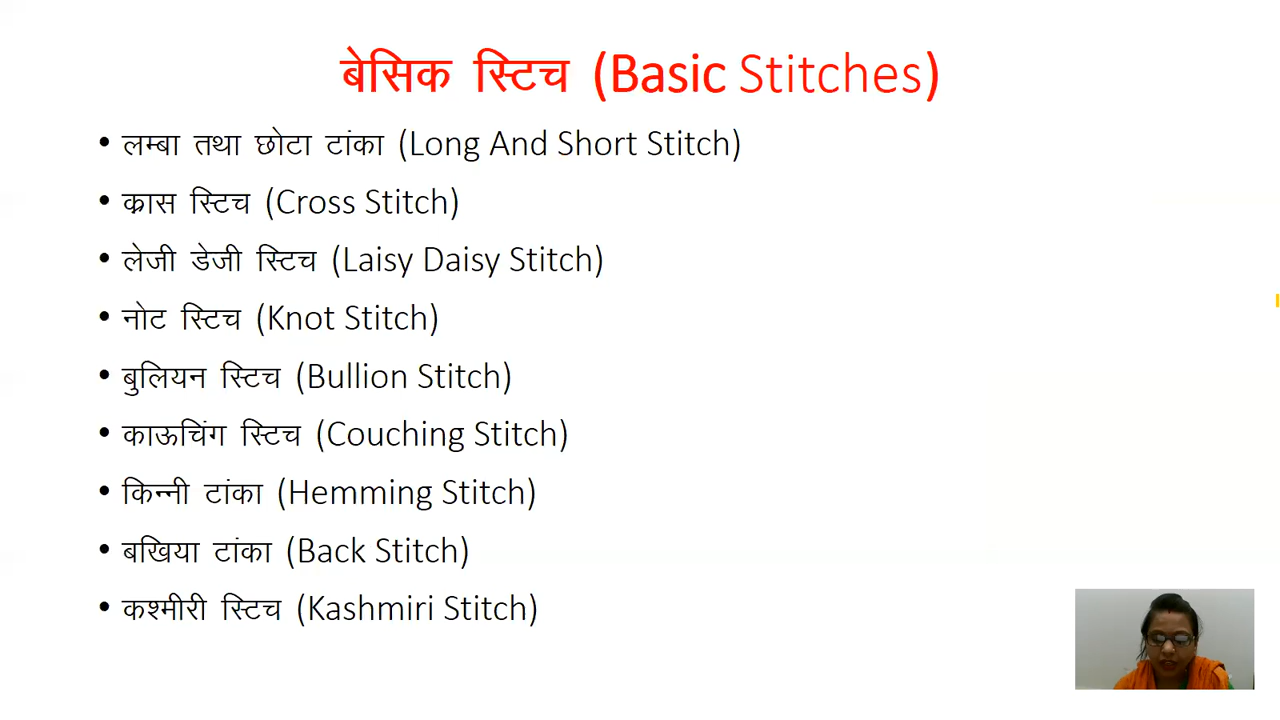 बेसिक स्टिच (Basic Stitches)
• लम्बा तथा छोटा टांका (Long And Short Stitch)
• क्रास स्टिच (Cross Stitch)
• लेजी डेजी स्टिच (Laisy Daisy Stitch)
• नोट स्टिच (Knot Stitch)
• बुलियन स्टिच (Bullion Stitch)
• काऊचिंग स्टिच (Couching Stitch)
• किन्नी टांका (Hemming Stitch)
• बखिया टांका (Back Stitch)
• कश्मीरी स्टिच (Kashmiri Stitch)